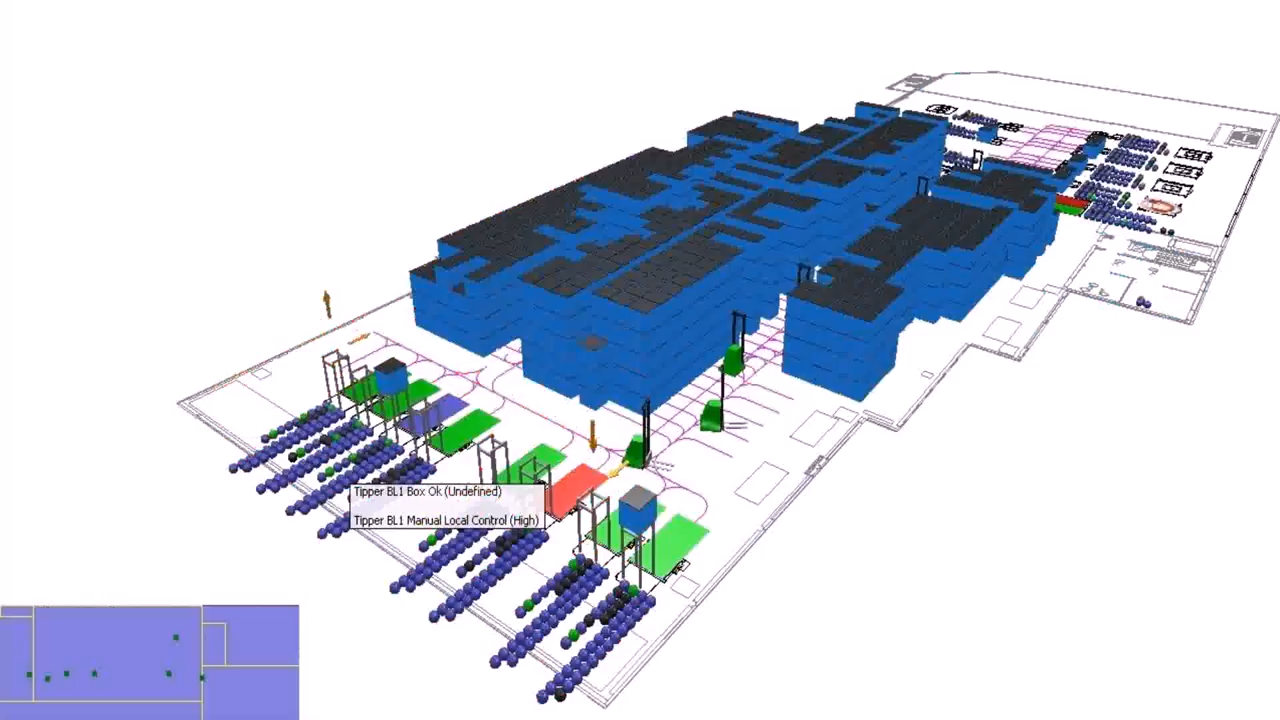 Tipper BL1 Box Ok (Undefined)
Tipper BL1 Manual Local Control (High)